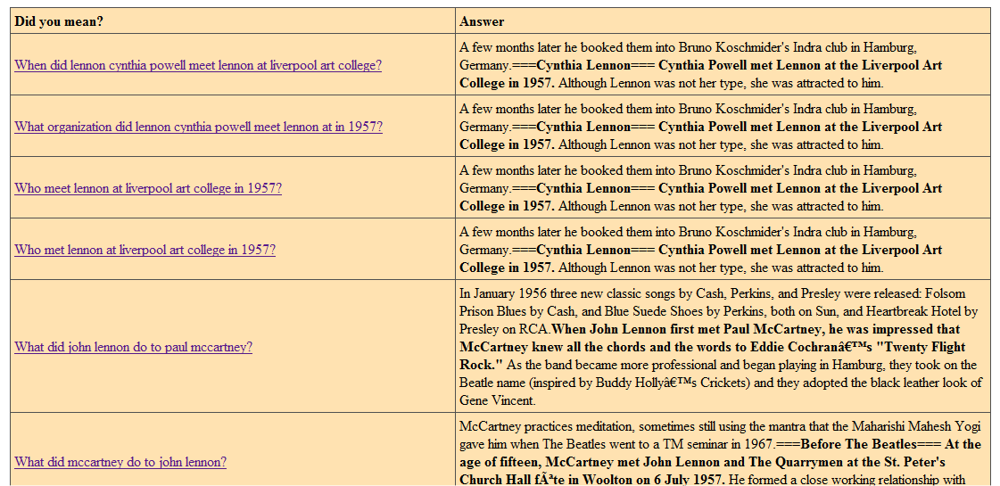 Did you mean? Answer
When did lennon cynthia powell meet lennon at liverpool art college?
A few months later he booked them into Bruno Koschmider's Indra club in Hamburg,
Germany.===Cynthia Lennon=== Cynthia Powell met Lennon at the Liverpool Art
College in 1957. Although Lennon was not her type, she was attracted to him.
What organization did lennon cynthia powell meet lennon at in 1957?
A few months later he booked them into Bruno Koschmider's Indra club in Hamburg,
Germany.===Cynthia Lennon=== Cynthia Powell met Lennon at the Liverpool Art
College in 1957. Although Lennon was not her type, she was attracted to him.
Who meet lennon at liverpool art college in 1957?
A few months later he booked them into Bruno Koschmider's Indra club in Hamburg,
Germany.===Cynthia Lennon=== Cynthia Powell met Lennon at the Liverpool Art
College in 1957. Although Lennon was not her type, she was attracted to him.
Who met lennon at liverpool art college in 1957?
A few months later he booked them into Bruno Koschmider's Indra club in Hamburg,
Germany.===Cynthia Lennon=== Cynthia Powell met Lennon at the Liverpool Art
College in 1957. Although Lennon was not her type, she was attracted to him.
What did john lennon do to paul mccartney?
In January 1956 three new classic songs by Cash, Perkins, and Presley were released: Folsom
Prison Blues by Cash, and Blue Suede Shoes by Perkins, both on Sun, and Heartbreak Hotel by
Presley on RCA.When John Lennon first met Paul McCartney, he was impressed that
McCartney knew all the chords and the words to Eddie Cochranâ€™s "Twenty Flight
Rock." As the band became more professional and began playing in Hamburg, they took on the
Beatle name (inspired by Buddy Hollyâ€™s Crickets) and they adopted the black leather look of
Gene Vincent.
What did mccartney do to john lennon?
McCartney practices meditation, sometimes still using the mantra that the Maharishi Mahesh Yogi
gave him when The Beatles went to a TM seminar in 1967.===Before The Beatles=== At the
age of fifteen, McCartney met John Lennon and The Quarrymen at the St. Peter's
Church Hall fÃªte in Woolton on 6 July 1957. He formed a close working relationship with